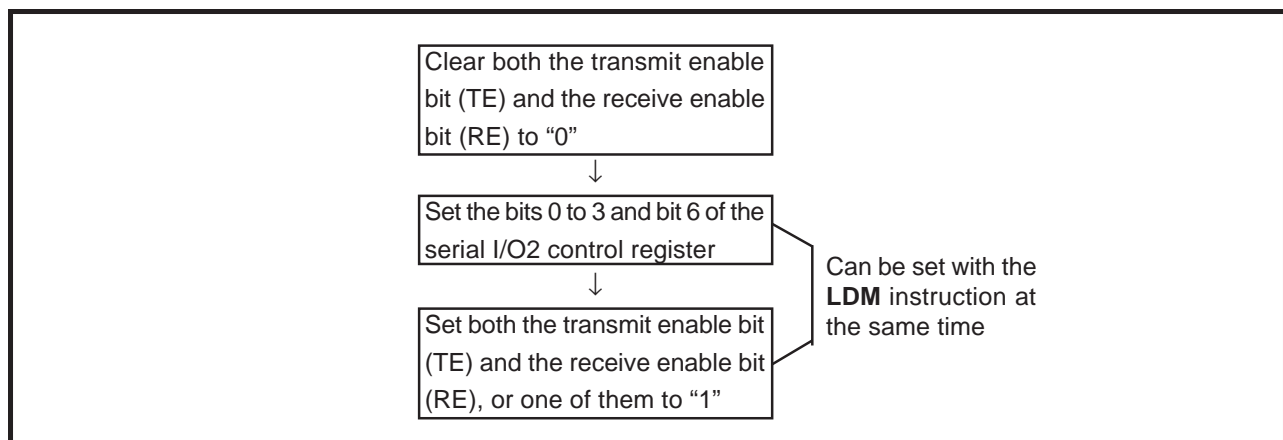 Clear both the transmit enable
bit (TE) and the receive enable
bit (RE) to “0”
↓
Set the bits 0 to 3 and bit 6 of the
serial I/O2 control register
↓
Set both the transmit enable bit
(TE) and the receive enable bit
(RE), or one of them to “1”
Can be set with the
LDM instruction at
the same time